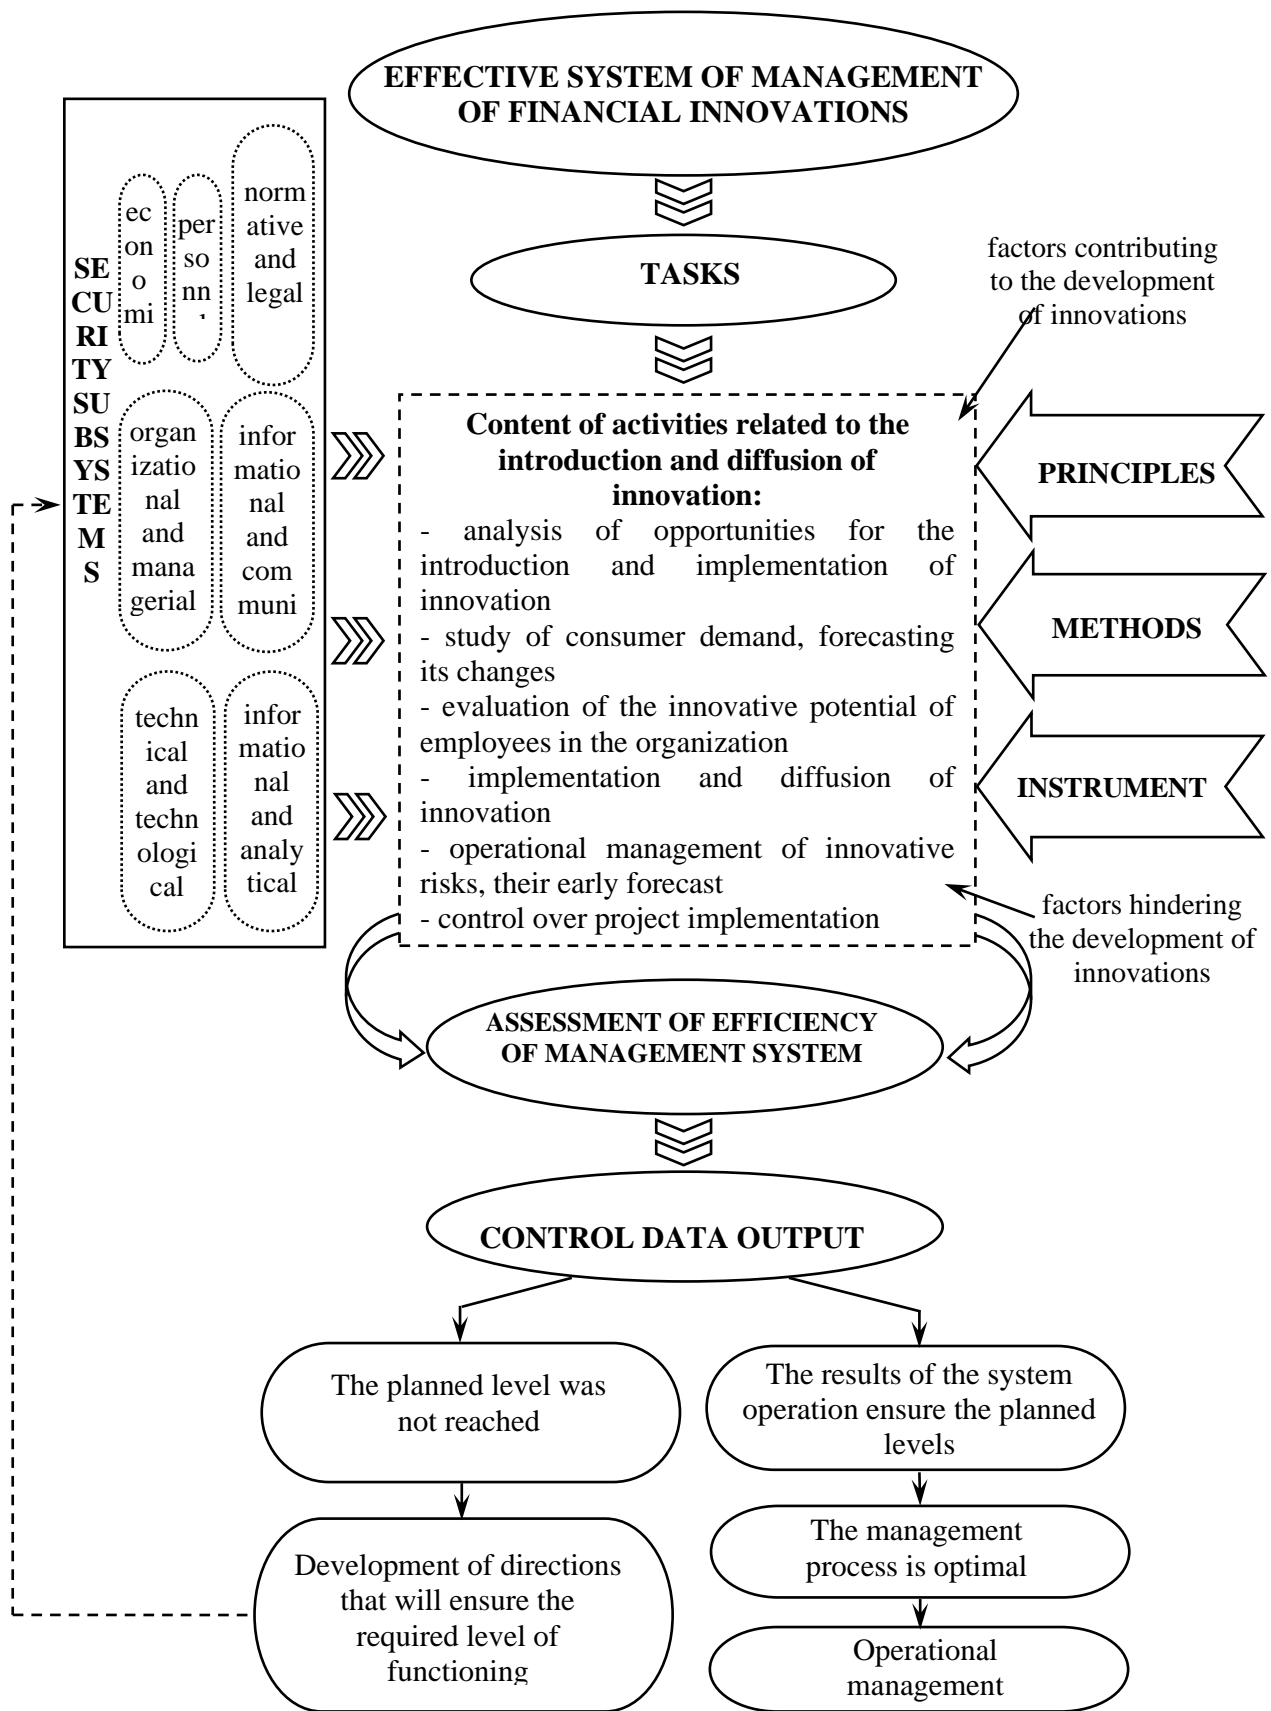 EFFECTIVE SYSTEM OF MANAGEMENT
OF FINANCIAL INNOVATIONS
TASKS
factors contributing
to the development
of innovations
SE
CU
RI
TY
SU
BS
YS
TE
M
S
ec
on
o
mi
per
so
nn
norm
ative
and
legal
organ
izatio
nal
and
mana
gerial
infor
matio
nal
and
com
muni
techn
ical
and
techn
ologi
cal
infor
matio
nal
and
analy
tical
Content of activities related to the
introduction and diffusion of
innovation:
- analysis of opportunities for the
introduction and implementation of
innovation
- study of consumer demand, forecasting
its changes
- evaluation of the innovative potential of
employees in the organization
- implementation and diffusion of
innovation
- operational management of innovative
risks, their early forecast
- control over project implementation
PRINCIPLES
METHODS
INSTRUMENT
factors hindering
the development of
innovations
ASSESSMENT OF EFFICIENCY
OF MANAGEMENT SYSTEM
CONTROL DATA OUTPUT
The planned level was
not reached
The results of the system
operation ensure the planned
levels
Development of directions
that will ensure the
required level of
functioning
The management
process is optimal
Operational
management